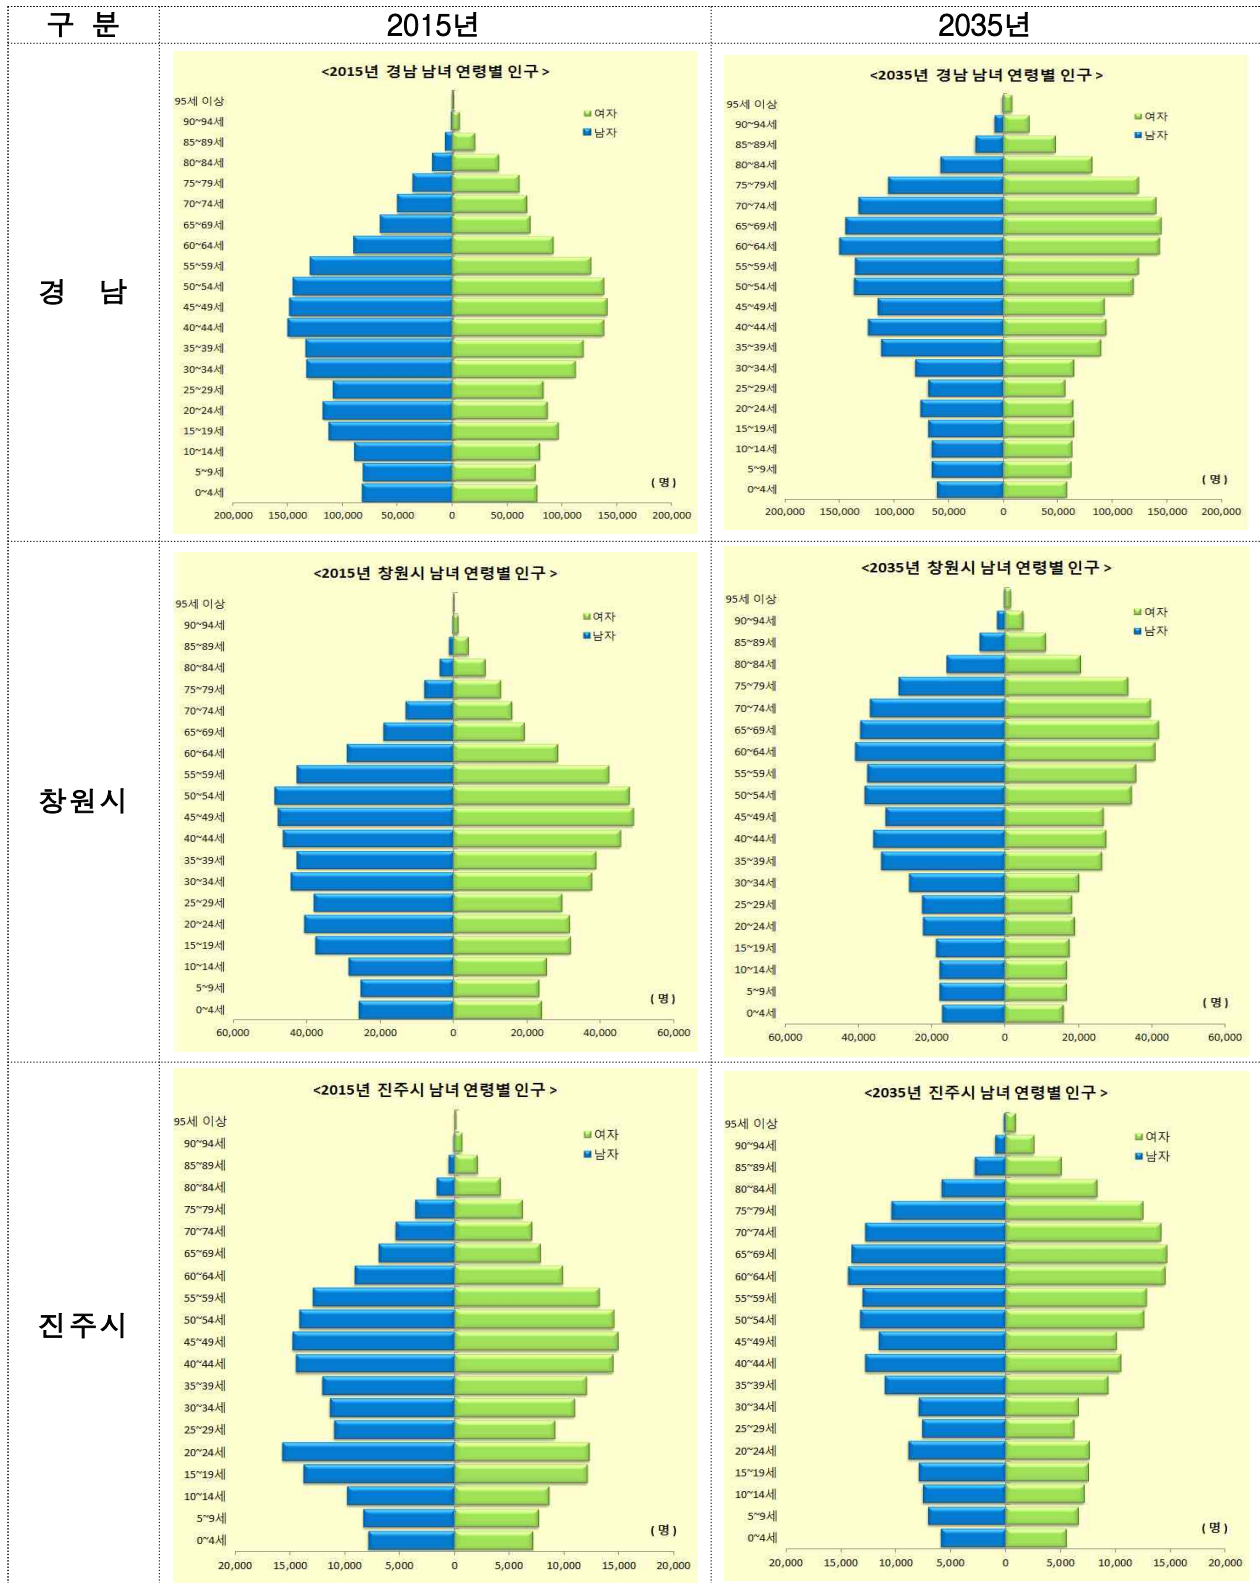 구 분 2015년 2035년
경 남
<2015년 경남 남녀 연령별 인구>
95세 이상
90~94세
85~89세
80~84세
75~79세
70~74세
65~69세
60~64세
55~59세
50~54세
45~49세
40~44세
35~39세
30~34세
25~29세
20~24세
15~19세
10~14세
5~9세
0~4세
여자
남자
(명)
200,000 150,000 100,000 50,000 0 50,000 100,000 150,000 200,000
<2035년 경남 남녀 연령별 인구>
95세 이상
90~94세
85~89세
80~84세
75~79세
70~74세
65~69세
60~64세
55~59세
50~54세
45~49세
40~44세
35~39세
30~34세
25~29세
20~24세
15~19세
10~14세
5~9세
0~4세
여자
남자
(명)
200,000 150,000 100,000 50,000 0 50,000 100,000 150,000 200,000
창원시
<2015년 창원시 남녀 연령별 인구>
95세 이상
90~94세
85~89세
80~84세
75~79세
70~74세
65~69세
60~64세
55~59세
50~54세
45~49세
40~44세
35~39세
30~34세
25~29세
20~24세
15~19세
10~14세
5~9세
0~4세
여자
남자
(명)
60,000 40,000 20,000 0 20,000 40,000 60,000
<2035년 창원시 남녀 연령별 인구>
95세 이상
90~94세
85~89세
80~84세
75~79세
70~74세
65~69세
60~64세
55~59세
50~54세
45~49세
40~44세
35~39세
30~34세
25~29세
20~24세
15~19세
10~14세
5~9세
0~4세
여자
남자
(명)
60,000 40,000 20,000 0 20,000 40,000 60,000
진주시
<2015년 진주시 남녀 연령별 인구>
95세 이상
90~94세
85~89세
80~84세
75~79세
70~74세
65~69세
60~64세
55~59세
50~54세
45~49세
40~44세
35~39세
30~34세
25~29세
20~24세
15~19세
10~14세
5~9세
0~4세
여자
남자
(명)
20,000 15,000 10,000 5,000 0 5,000 10,000 15,000 20,000
<2035년 진주시 남녀 연령별 인구>
95세 이상
90~94세
85~89세
80~84세
75~79세
70~74세
65~69세
60~64세
55~59세
50~54세
45~49세
40~44세
35~39세
30~34세
25~29세
20~24세
15~19세
10~14세
5~9세
0~4세
여자
남자
(명)
20,000 15,000 10,000 5,000 0 5,000 10,000 15,000 20,000